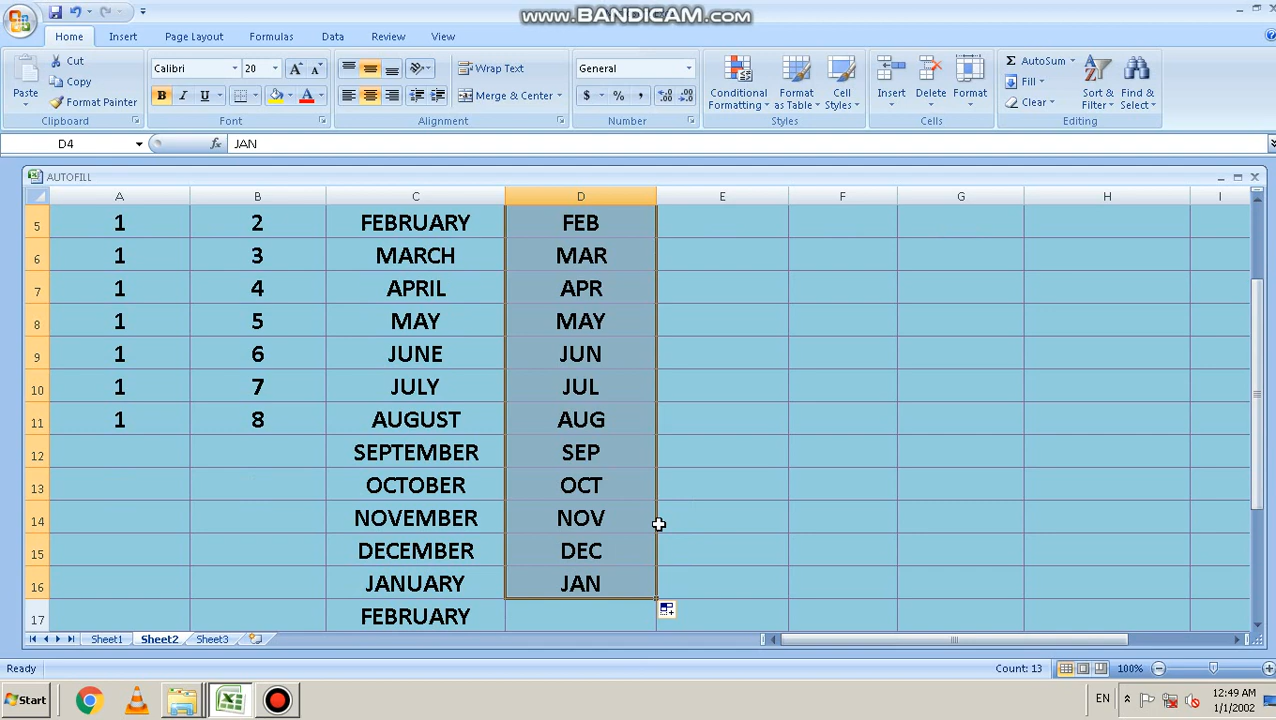 www.BANDICAM.com
Home Insert Page Layout Formulas Data Review View
Paste
Cut
Copy
Format Painter
Clipboard
Calibri 20 A A
B I U A
Font
Wrap Text
Merge & Center
Alignment
General
$ % , .00 .00
Number
Conditional Formatting
Format as Table
Cell Styles
Styles
Insert Delete Format
Cells
Σ AutoSum
Fill
Clear
Sort & Filter
Find & Select
Editing
D4 fx JAN
AUTOFILL
A B C D E F G H I
5 1 2 FEBRUARY FEB
6 1 3 MARCH MAR
7 1 4 APRIL APR
8 1 5 MAY MAY
9 1 6 JUNE JUN
10 1 7 JULY JUL
11 1 8 AUGUST AUG
12 SEPTEMBER SEP
13 OCTOBER OCT
14 NOVEMBER NOV
15 DECEMBER DEC
16 JANUARY JAN
17 FEBRUARY
Sheet1 Sheet2 Sheet3
Ready Count: 13 100%
Start EN 12:49 AM
1/1/2002